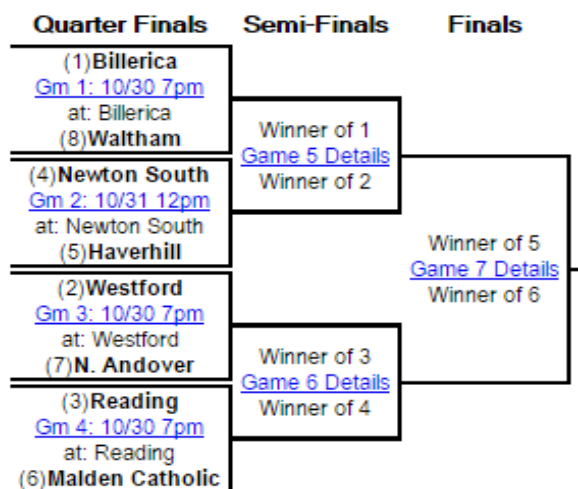 Quarter Finals Semi-Finals Finals
(1)Billerica
Gm 1: 10/30 7pm
at: Billerica
(8)Waltham
(4)Newton South
Gm 2: 10/31 12pm
at: Newton South
(5)Haverhill
(2)Westford
Gm 3: 10/30 7pm
at: Westford
(7)N. Andover
(3)Reading
Gm 4: 10/30 7pm
at: Reading
(6)Malden Catholic
Winner of 1
Game 5 Details
Winner of 2
Winner of 3
Game 6 Details
Winner of 4
Winner of 5
Game 7 Details
Winner of 6